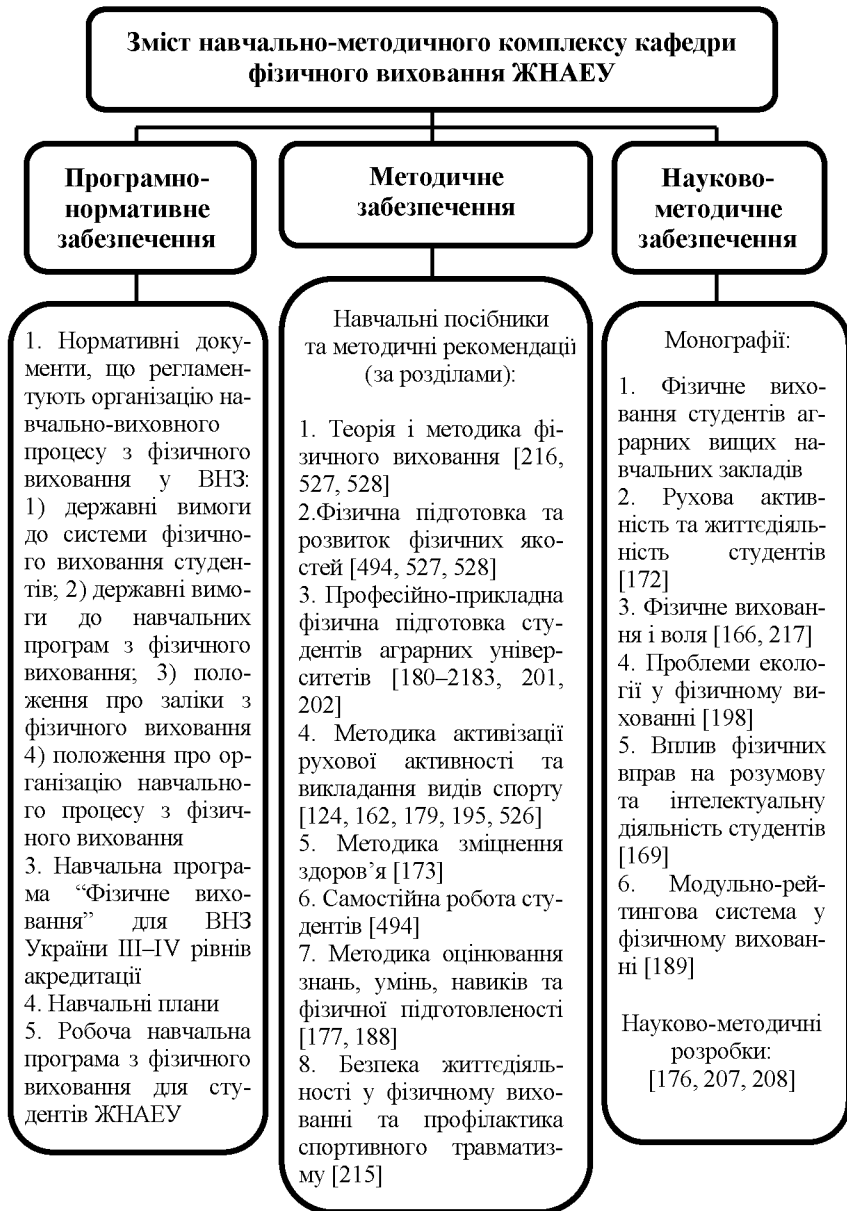 Зміст навчально-методичного комплексу кафедри
фізичного виховання ЖНАЕУ
Програмно-
нормативне
забезпечення
1. Нормативні доку-
менти, що регламен-
тують організацію на-
вчально-виховного
процесу з фізичного
виховання у ВНЗ:
1) державні вимоги
до системи фізично-
го виховання студен-
тів; 2) державні вимо-
ги до навчальних
програм з фізичного
виховання; 3) поло-
ження про заліки з
фізичного виховання
4) положення про ор-
ганізацію навчально-
го процесу з фізич-
ного виховання
3. Навчальна програ-
ма “Фізичне вихо-
вання” для ВНЗ
України III–IV рівнів
акредитації
4. Навчальні плани
5. Робоча навчальна
програма з фізичного
виховання для сту-
дентів ЖНАЕУ
Методичне
забезпечення
Навчальні посібники
та методичні рекомендації
(за розділами):
1. Теорія і методика фі-
зичного виховання [216,
527, 528]
2.Фізична підготовка та
розвиток фізичних яко-
стей [494, 527, 528]
3. Професійно-прикладна
фізична підготовка сту-
дентів аграрних універ-
ситетів [180–2183, 201,
202]
4. Методика активізації
рухової активності та
викладання видів спорту
[124, 162, 179, 195, 526]
5. Методика зміцнення
здоров’я [173]
6. Самостійна робота сту-
дентів [494]
7. Методика оцінювання
знань, умінь, навиків та
фізичної підготовленості
[177, 188]
8. Безпека життєдіяль-
ності у фізичному вихо-
ванні та профілактика
спортивного травматиз-
му [215]
Науково-
методичне
забезпечення
Монографії:
1. Фізичне вихо-
вання студентів аг-
рарних вищих на-
вчальних закладів
2. Рухова актив-
ність та життєдіяль-
ність студентів
[172]
3. Фізичне вихован-
ня і воля [166, 217]
4. Проблеми еколо-
гії у фізичному ви-
хованні [198]
5. Вплив фізичних
вправ на розумову
та інтелектуальну
діяльність студентів
[169]
6. Модульно-рей-
тингова система у
фізичному вихован-
ні [189]
Науково-методичні
розробки:
[176, 207, 208]